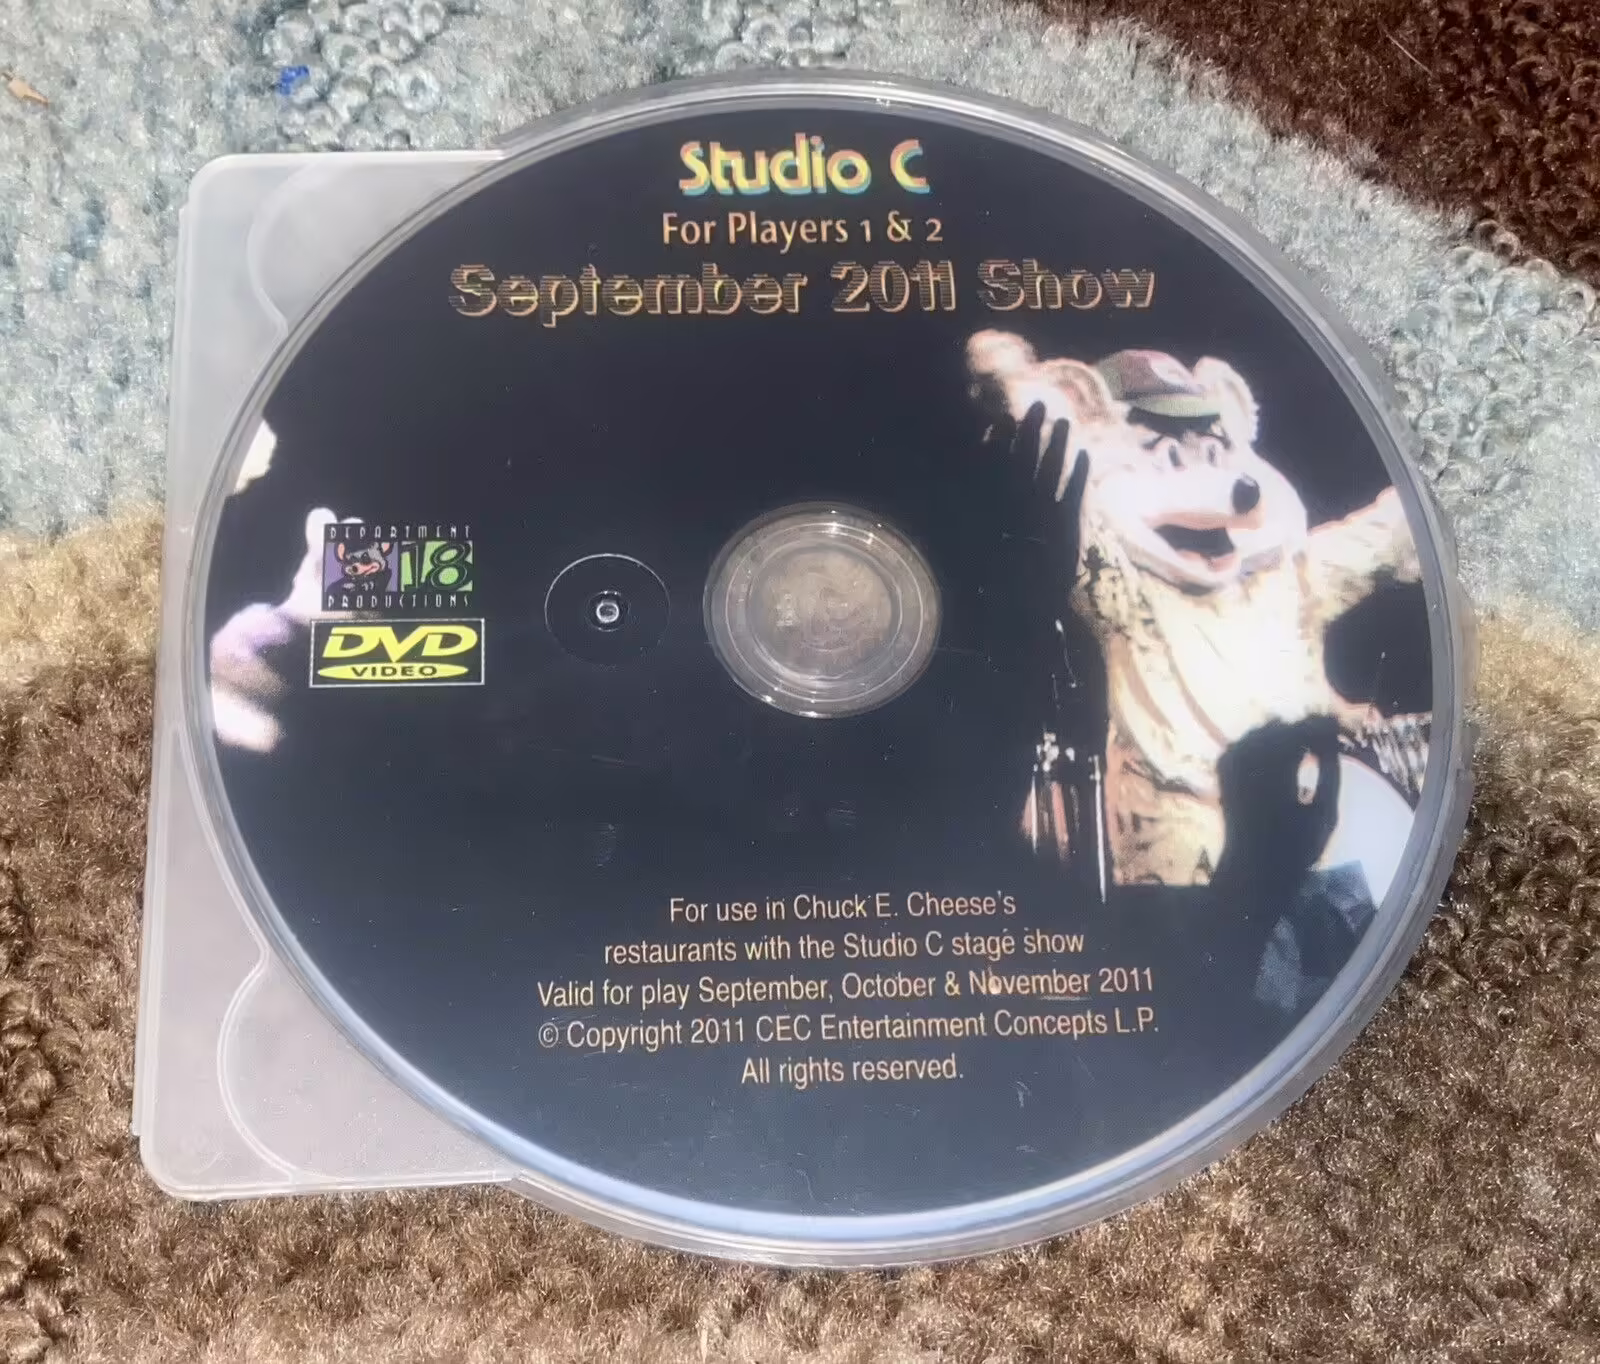 Studio C
For Players 1 & 2
September 2011 Show
DEPARTMENT
18
PRODUCTIONS
DVD
VIDEO
For use in Chuck E. Cheese's
restaurants with the Studio C stage show
Valid for play September, October & November 2011
© Copyright 2011 CEC Entertainment Concepts L.P.
All rights reserved.